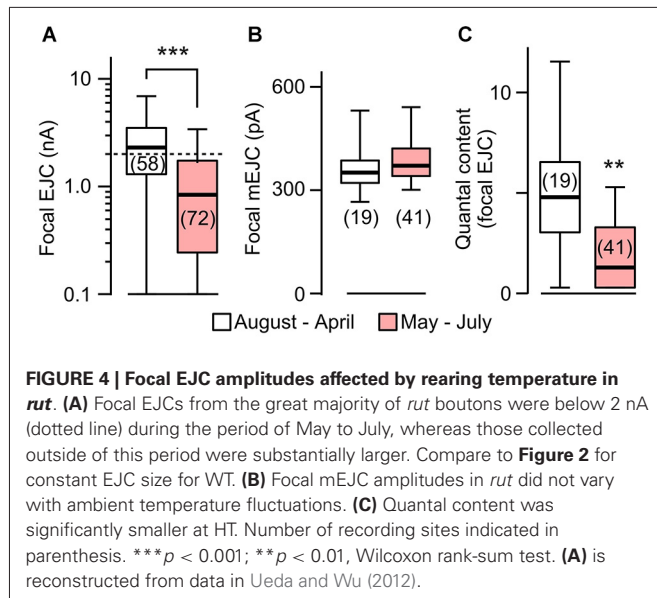 A
B
C
***
10
1.0
0.1
Focal EJC (nA)
(58)
(72)
600
300
0
Focal mEJC (pA)
(19)
(41)
10
0
Quantal content
(focal EJC)
**
(19)
(41)
August - April
May - July
FIGURE 4 | Focal EJC amplitudes affected by rearing temperature in
rut. (A) Focal EJCs from the great majority of rut boutons were below 2 nA
(dotted line) during the period of May to July, whereas those collected
outside of this period were substantially larger. Compare to Figure 2 for
constant EJC size for WT. (B) Focal mEJC amplitudes in rut did not vary
with ambient temperature fluctuations. (C) Quantal content was
significantly smaller at HT. Number of recording sites indicated in
parenthesis. ***p < 0.001; **p < 0.01, Wilcoxon rank-sum test. (A) is
reconstructed from data in Ueda and Wu (2012).